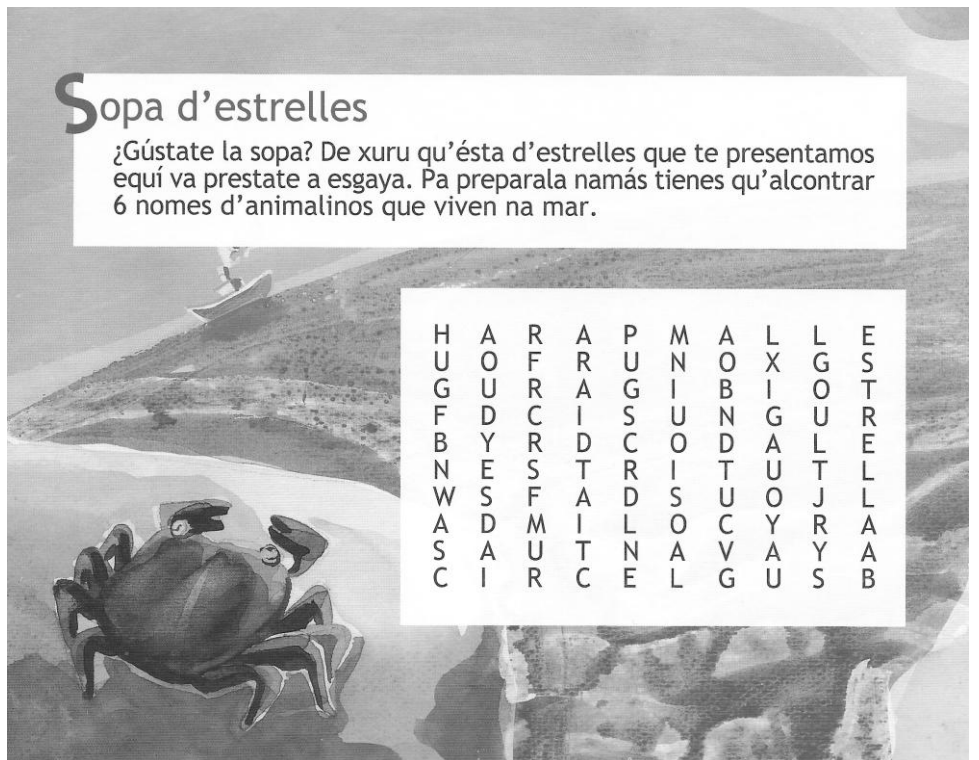 Sopa d’estrelles
¿Gústate la sopa? De xuru qu’ésta d’estrelles que te presentamos
equí va prestate a esgaya. Pa preparala namás tienes qu’alcontrar
6 nomes d’animalinos que viven na mar.
H A R A P M A L L E
U O F R U N O X G S
G U R A G I B I O T
F D C I S U N G U R
B Y R D C O D A L E
N E S T R I T U T L
W S F A D S U O J L
A D M I L O C Y R A
S A U T N A V A Y A
C I R C E L G U S B